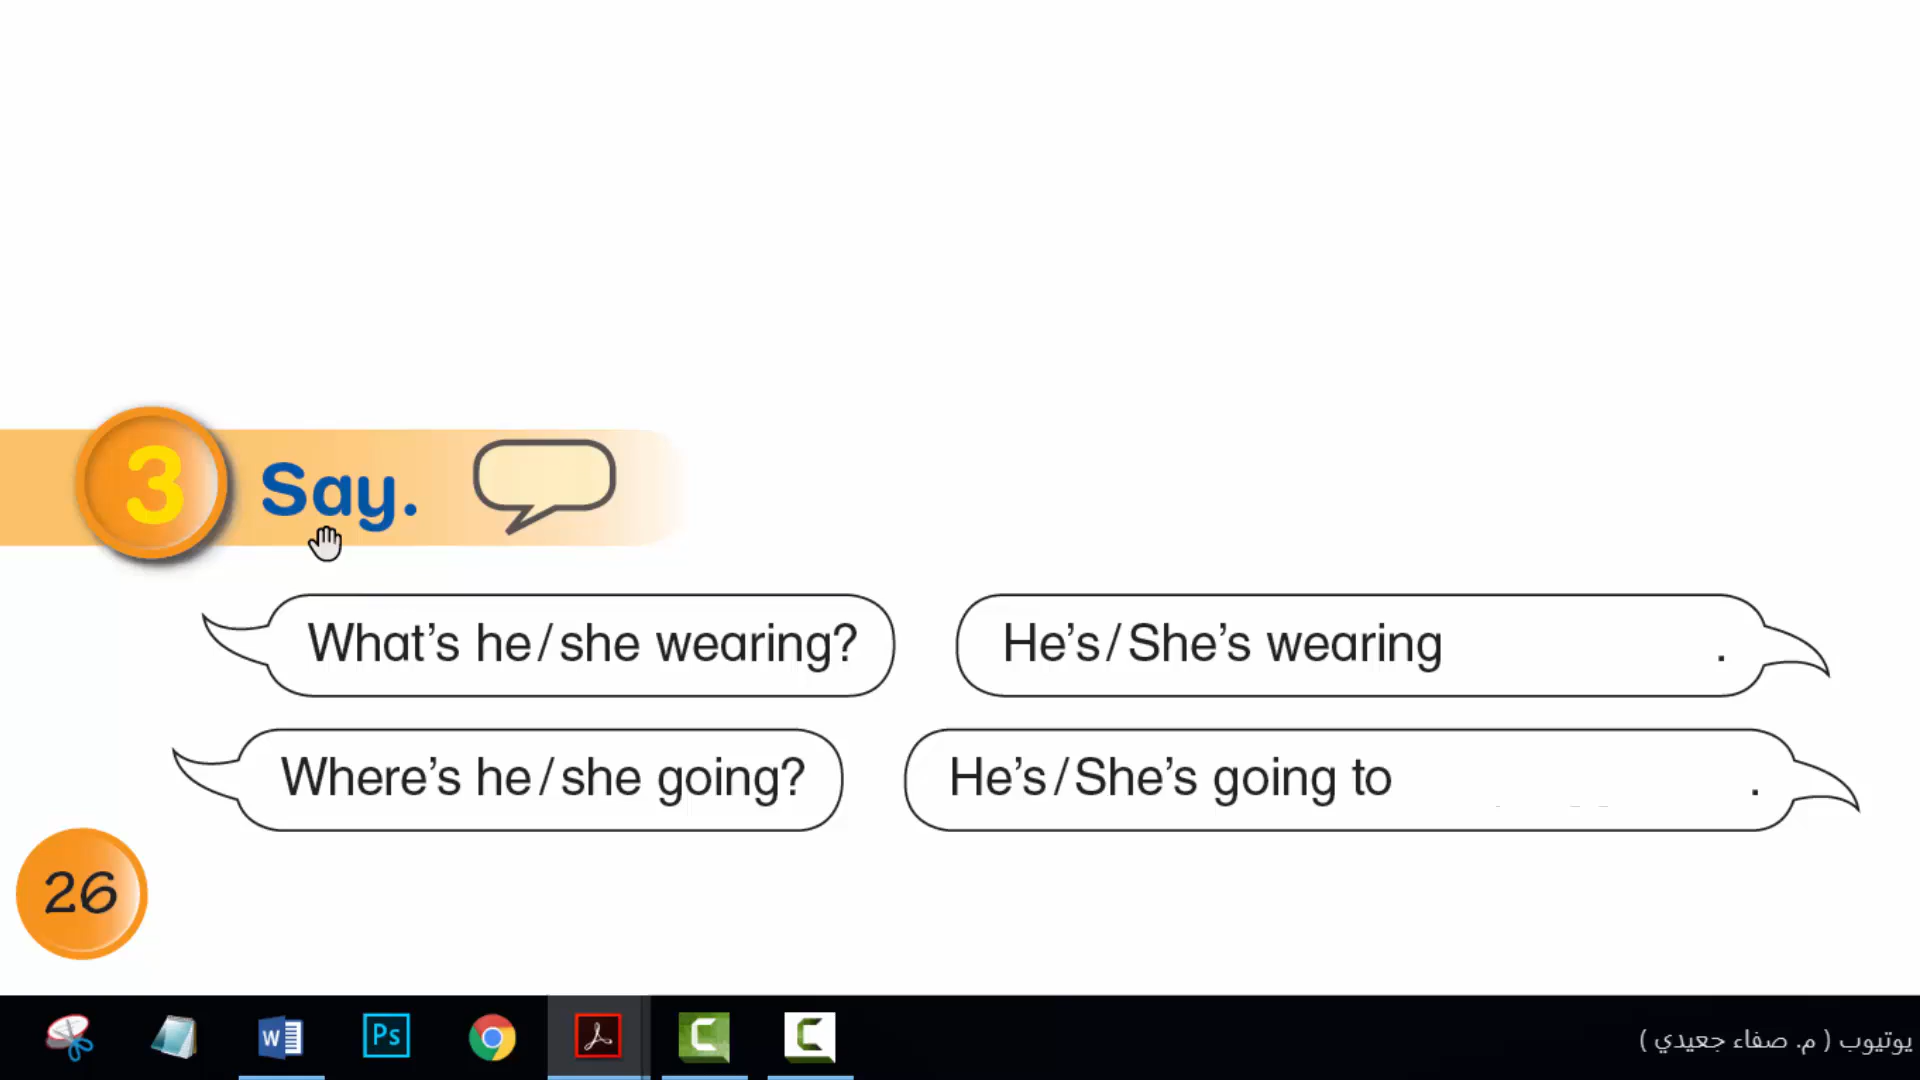 3 Say.
What's he/she wearing? He's/She's wearing .
Where's he/she going? He's/She's going to .
26
W Ps
يوتيوب ( م. صفاء جعيدي )